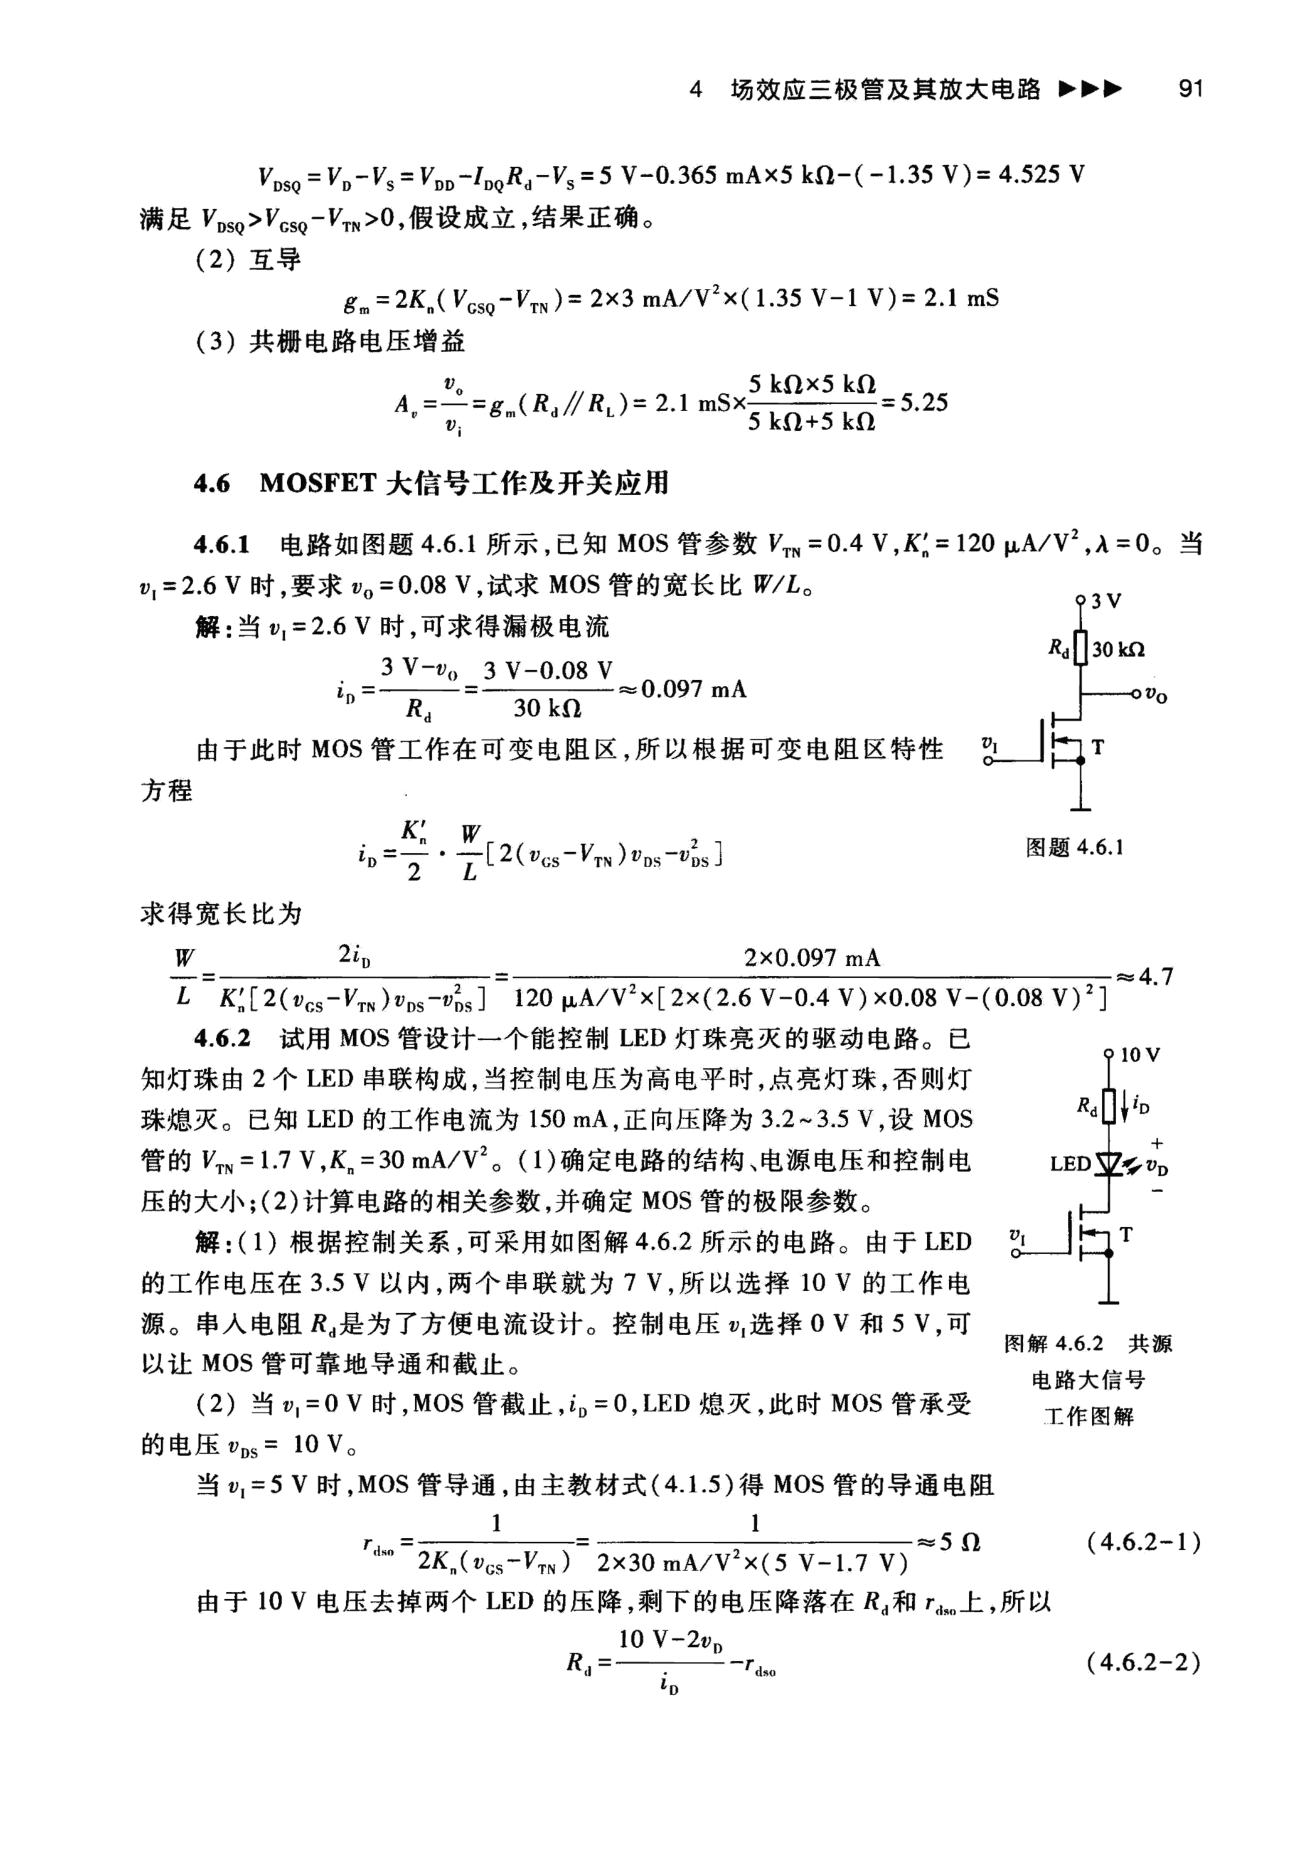 4 场效应三极管及其放大电路 ▶▶▶ 91
V_DSQ = V_D - V_S = V_DD - I_DQ R_d - V_S = 5 V - 0.365 mA×5 kΩ - (-1.35 V) = 4.525 V
满足 V_DSQ > V_GSQ - V_TN > 0,假设成立,结果正确。
(2) 互导
g_m = 2K_n(V_GSQ - V_TN) = 2×3 mA/V²×(1.35 V - 1 V) = 2.1 mS
(3) 共栅电路电压增益
A_v = v_o/v_i = g_m(R_d∥R_L) = 2.1 mS×(5 kΩ×5 kΩ)/(5 kΩ+5 kΩ) = 5.25
4.6 MOSFET 大信号工作及开关应用
4.6.1 电路如图题 4.6.1 所示,已知 MOS 管参数 V_TN = 0.4 V, K′_n = 120 μA/V², λ = 0。当
v_I = 2.6 V 时,要求 v_O = 0.08 V,试求 MOS 管的宽长比 W/L。
解:当 v_I = 2.6 V 时,可求得漏极电流
i_D = (3 V - v_O)/R_d = (3 V - 0.08 V)/(30 kΩ) ≈ 0.097 mA
由于此时 MOS 管工作在可变电阻区,所以根据可变电阻区特性
方程
i_D = K′_n/2 · W/L [2(v_GS - V_TN)v_DS - v²_DS]
3 V
R_d 30 kΩ
v_O
v_I T
图题 4.6.1
求得宽长比为
W/L = 2i_D/(K′_n[2(v_GS - V_TN)v_DS - v²_DS]) = (2×0.097 mA)/(120 μA/V²×[2×(2.6 V - 0.4 V)×0.08 V - (0.08 V)²]) ≈ 4.7
4.6.2 试用 MOS 管设计一个能控制 LED 灯珠亮灭的驱动电路。已
知灯珠由 2 个 LED 串联构成,当控制电压为高电平时,点亮灯珠,否则灯
珠熄灭。已知 LED 的工作电流为 150 mA,正向压降为 3.2~3.5 V,设 MOS
管的 V_TN = 1.7 V, K_n = 30 mA/V²。(1)确定电路的结构、电源电压和控制电
压的大小;(2)计算电路的相关参数,并确定 MOS 管的极限参数。
解:(1) 根据控制关系,可采用如图解 4.6.2 所示的电路。由于 LED
的工作电压在 3.5 V 以内,两个串联就为 7 V,所以选择 10 V 的工作电
源。串入电阻 R_d是为了方便电流设计。控制电压 v_I选择 0 V 和 5 V,可
以让 MOS 管可靠地导通和截止。
(2) 当 v_I = 0 V 时,MOS 管截止,i_D = 0,LED 熄灭,此时 MOS 管承受
的电压 v_DS = 10 V。
10 V
R_d i_D
+
LED v_D
−
v_I T
图解 4.6.2 共源
电路大信号
工作图解
当 v_I = 5 V 时,MOS 管导通,由主教材式(4.1.5)得 MOS 管的导通电阻
r_dso = 1/(2K_n(v_GS - V_TN)) = 1/(2×30 mA/V²×(5 V - 1.7 V)) ≈ 5 Ω (4.6.2-1)
由于 10 V 电压去掉两个 LED 的压降,剩下的电压降落在 R_d和 r_dso上,所以
R_d = (10 V - 2v_D)/i_D - r_dso (4.6.2-2)